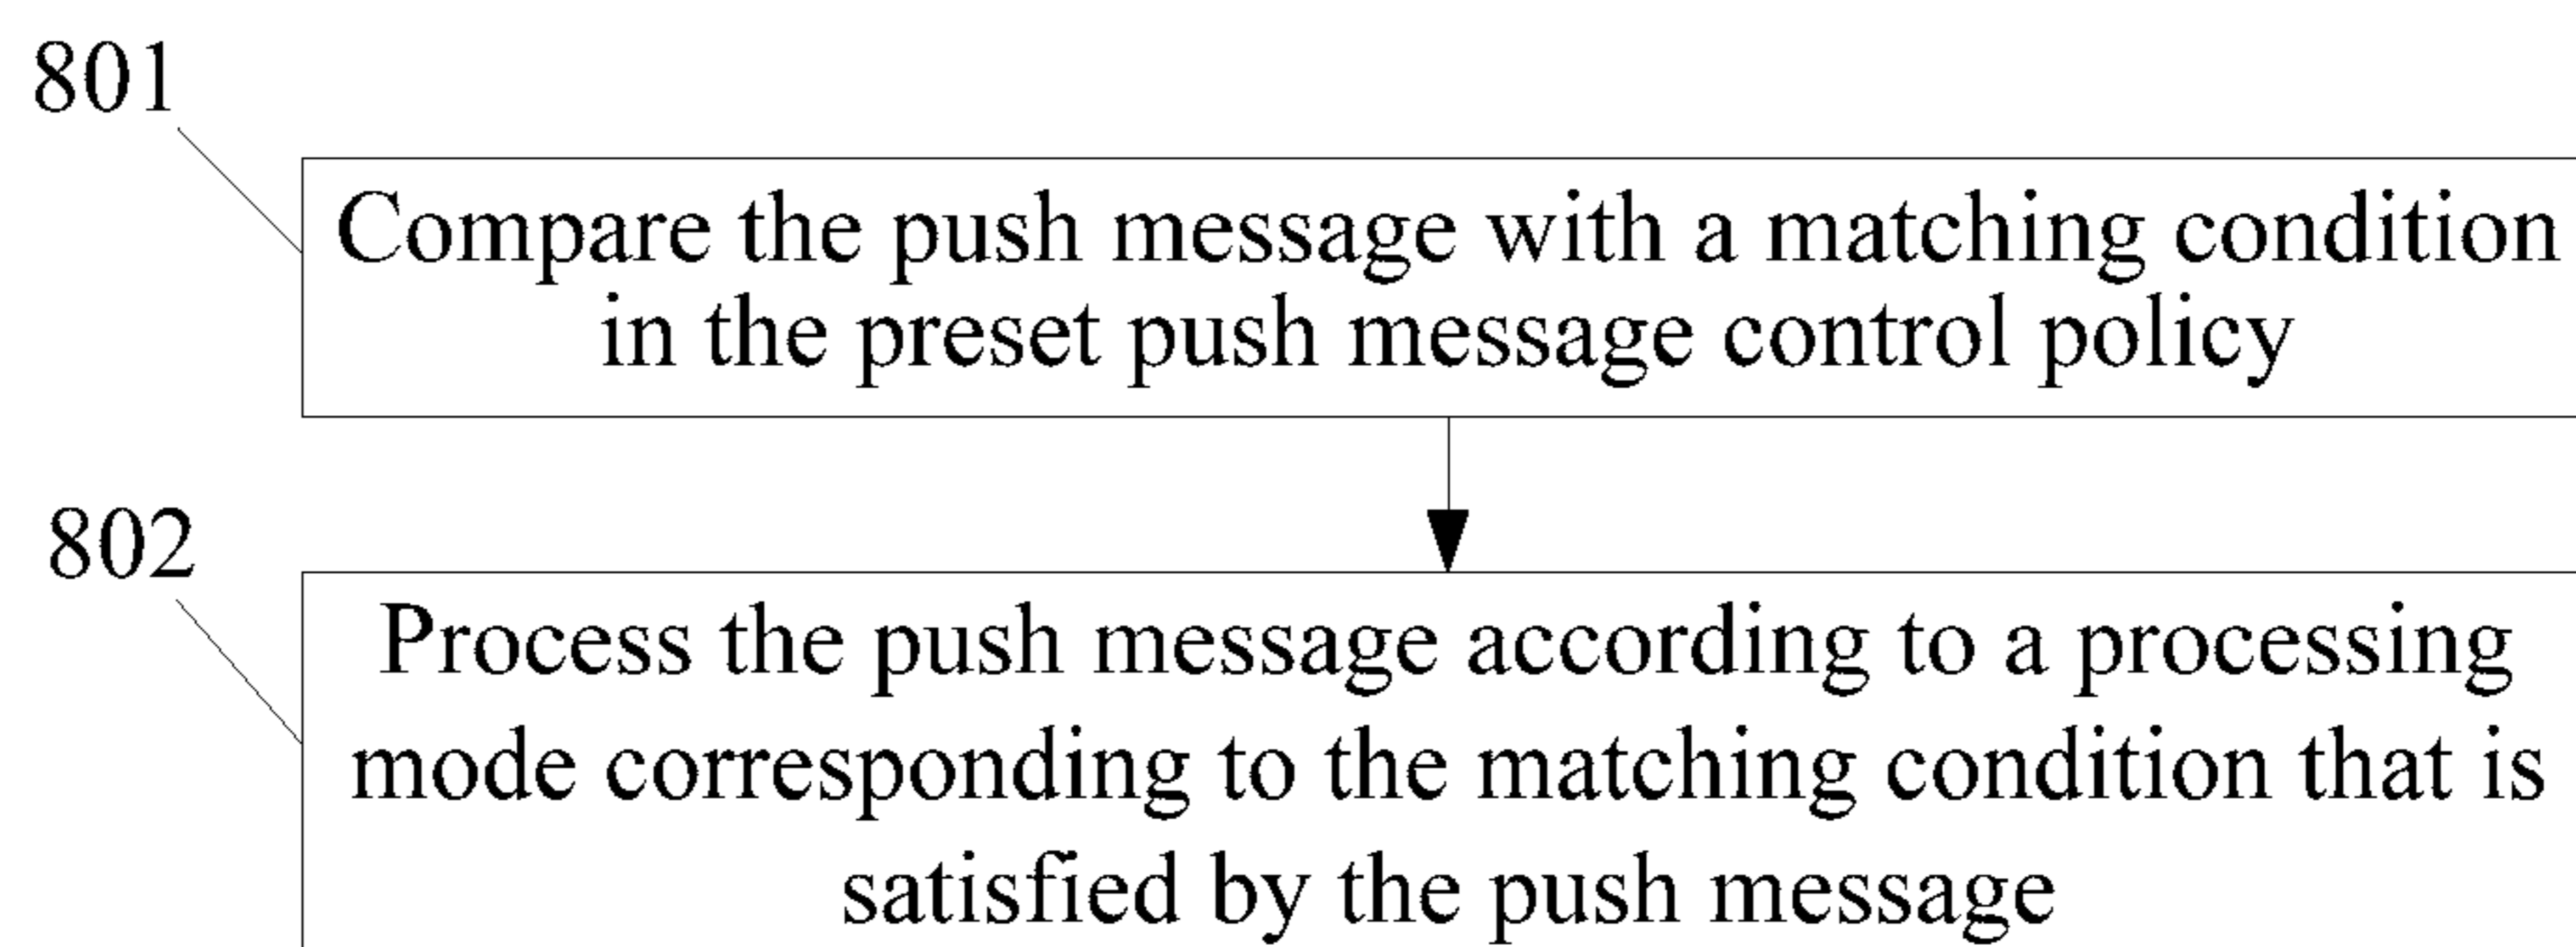 801
Compare the push message with a matching condition
in the preset push message control policy
802
Process the push message according to a processing
mode corresponding to the matching condition that is
satisfied by the push message